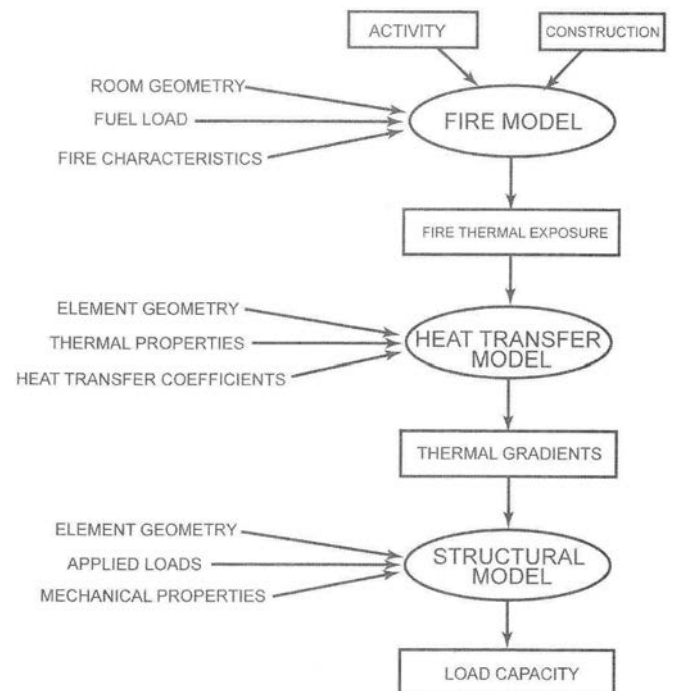 ACTIVITY
CONSTRUCTION
ROOM GEOMETRY
FUEL LOAD
FIRE CHARACTERISTICS
FIRE MODEL
FIRE THERMAL EXPOSURE
ELEMENT GEOMETRY
THERMAL PROPERTIES
HEAT TRANSFER COEFFICIENTS
HEAT TRANSFER
MODEL
THERMAL GRADIENTS
ELEMENT GEOMETRY
APPLIED LOADS
MECHANICAL PROPERTIES
STRUCTURAL
MODEL
LOAD CAPACITY